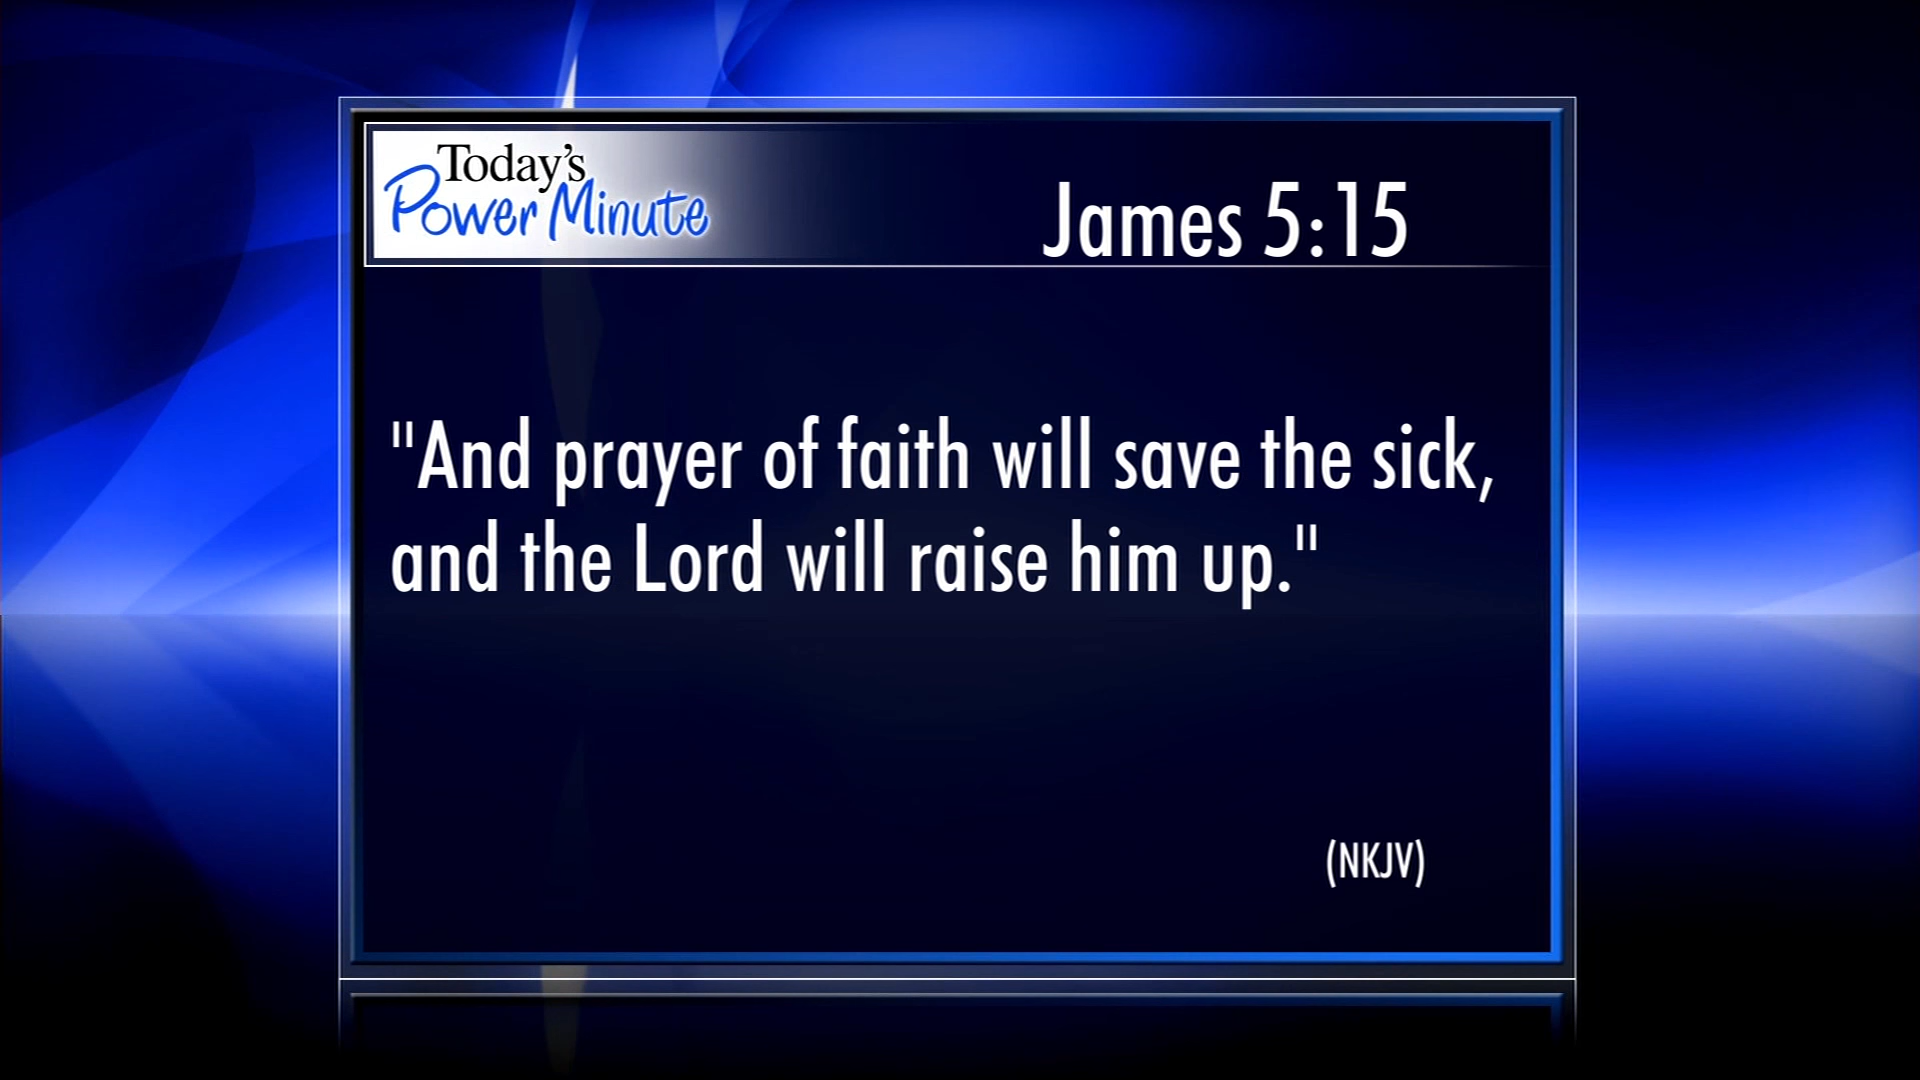 Today's
Power Minute
James 5:15
"And prayer of faith will save the sick,
and the Lord will raise him up."
(NKJV)